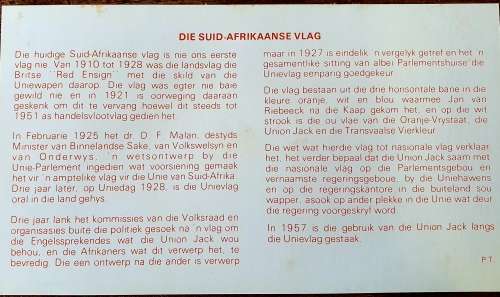 DIE SUID-AFRIKAANSE VLAG
Die huidige Suid-Afrikaanse vlag is nie ons eerste
vlag nie. Van 1910 tot 1928 was die landsvlag die
Britse "Red Ensign" met die skild van die
Uniewapen daarop. Die vlag was egter nie baie
gewild nie en in 1921 is oorweging daaraan
geskenk om dit te vervang hoewel dit steeds tot
1951 as handelsvlootvlag gedien het.
In Februarie 1925 het dr. D. F. Malan, destyds
Minister van Binnelandse Sake, van Volkswelsyn en
van Onderwys, 'n wetsontwerp by die
Unie-Parlement ingedien wat voorsiening gemaak
het vir 'n amptelike vlag vir die Unie van Suid-Afrika.
Drie jaar later, op Uniedag 1928, is die Unievlag
oral in die land gehys.
Drie jaar lank het kommissies van die Volksraad en
organisasies buite die politiek gesoek na 'n vlag om
die Engelssprekendes wat die Union Jack wou
behou, en die Afrikaners wat dit verwerp het, te
bevredig. Die een ontwerp na die ander is verwerp
maar in 1927 is eindelik 'n vergelyk getref en het 'n
gesamentlike sitting van albei Parlementshuise die
Unievlag eenparig goedgekeur
Die vlag bestaan uit die drie horisontale bane in die
kleure oranje, wit en blou waarmee Jan van
Riebeeck na die Kaap gekom het, en op die wit
strook is die ou vlae van die Oranje-Vrystaat, die
Union Jack en die Transvaalse Vierkleur.
Die wet wat hierdie vlag tot nasionale vlag verklaar
het, het verder bepaal dat die Union Jack saam met
die nasionale vlag op die Parlementsgebou en
vernaamste regeringsgeboue, by die Uniehawens
en op die regeringskantore in die buiteland sou
wapper, asook op ander plekke in die Unie wat deur
die regering voorgeskryf word.
In 1957 is die gebruik van die Union Jack langs
die Unievlag gestaak.
P.T.